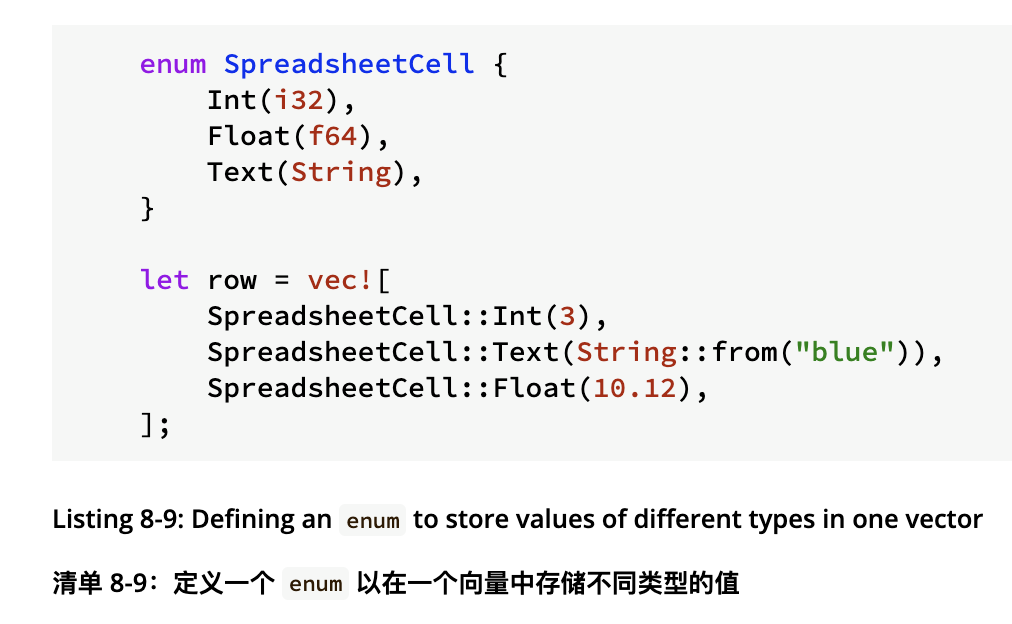 enum SpreadsheetCell {
    Int(i32),
    Float(f64),
    Text(String),
}

let row = vec![
    SpreadsheetCell::Int(3),
    SpreadsheetCell::Text(String::from("blue")),
    SpreadsheetCell::Float(10.12),
];
Listing 8-9: Defining an enum to store values of different types in one vector
清单 8-9：定义一个 enum 以在一个向量中存储不同类型的值